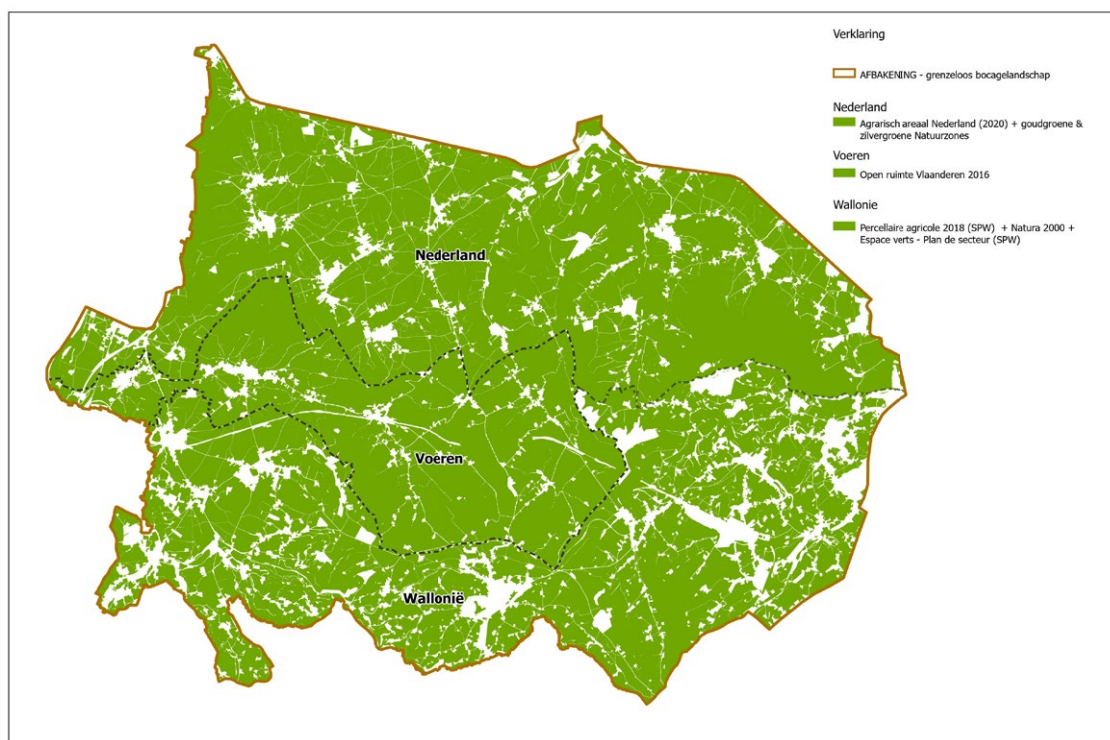 Verklaring
AFBAKENING - grenzeloos bocagelandschap
Nederland
Agrarisch areaal Nederland (2020) + goudgroene &
zilvergroene Natuurzones
Voeren
Open ruimte Vlaanderen 2016
Wallonie
Percellaire agricole 2018 (SPW) + Natura 2000 +
Espace verts - Plan de secteur (SPW)
Nederland
Voeren
Wallonië